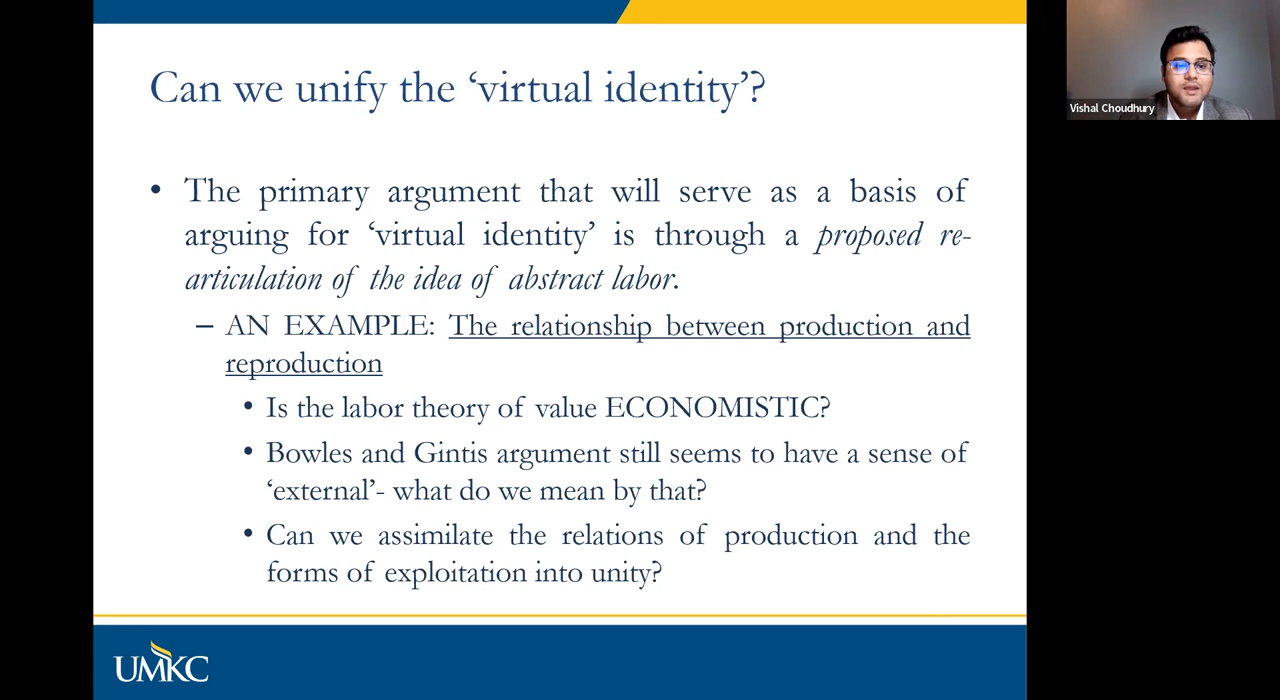 Can we unify the ‘virtual identity’?
• The primary argument that will serve as a basis of
arguing for ‘virtual identity’ is through a proposed re-
articulation of the idea of abstract labor.
– AN EXAMPLE: The relationship between production and
reproduction
• Is the labor theory of value ECONOMISTIC?
• Bowles and Gintis argument still seems to have a sense of
‘external’- what do we mean by that?
• Can we assimilate the relations of production and the
forms of exploitation into unity?
UMKC
Vishal Choudhury